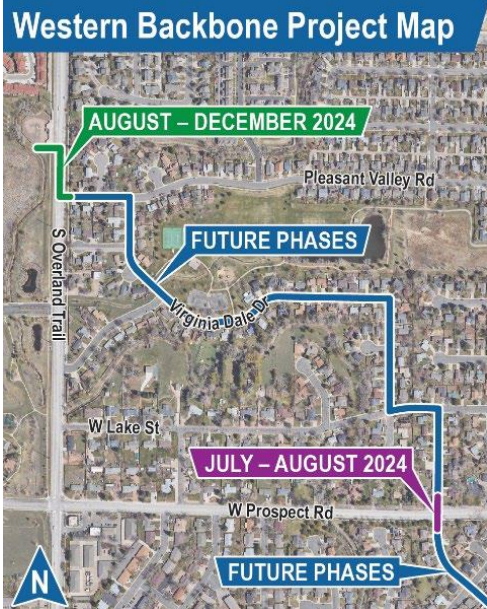 Western Backbone Project Map
AUGUST – DECEMBER 2024
Pleasant Valley Rd
FUTURE PHASES
S Overland Trail
Virginia Dale Dr
W Lake St
JULY – AUGUST 2024
W Prospect Rd
FUTURE PHASES
N